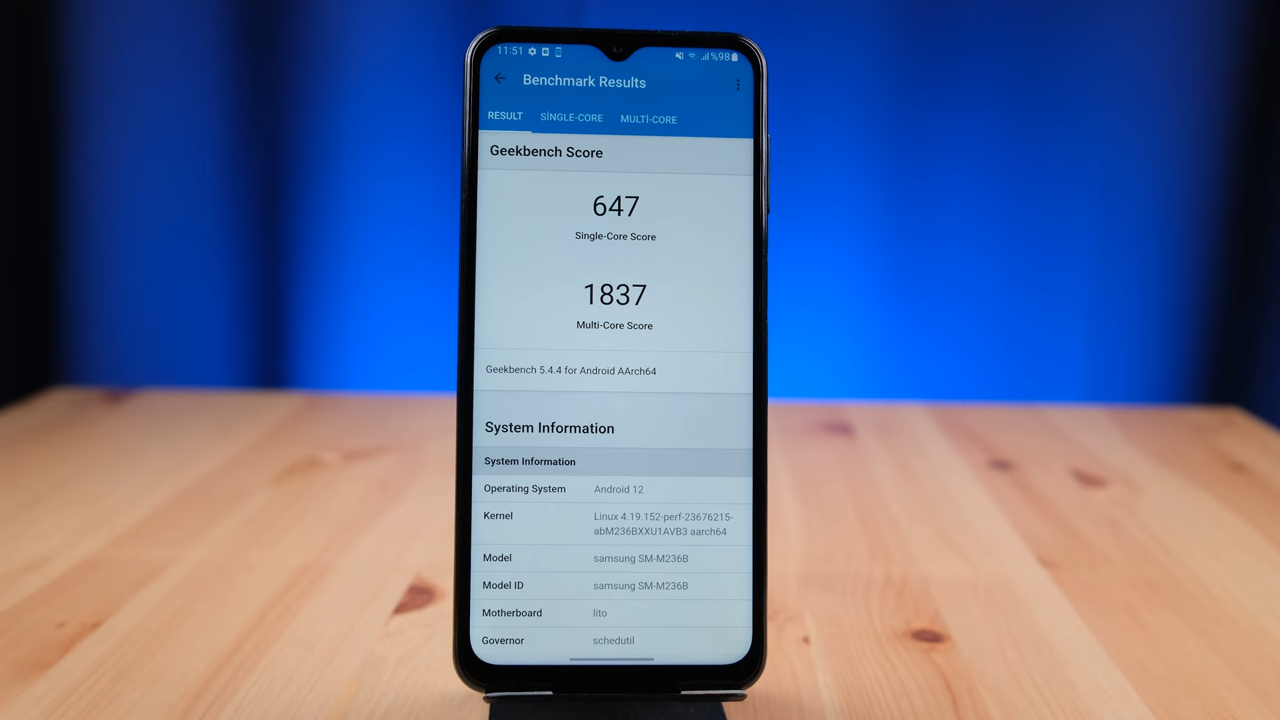 11:51 %98
Benchmark Results
RESULT SİNGLE-CORE MULTİ-CORE
Geekbench Score
647
Single-Core Score
1837
Multi-Core Score
Geekbench 5.4.4 for Android AArch64
System Information
System Information
Operating System Android 12
Kernel Linux 4.19.152-perf-23676215-
abM236BXXU1AVB3 aarch64
Model samsung SM-M236B
Model ID samsung SM-M236B
Motherboard lito
Governor schedutil